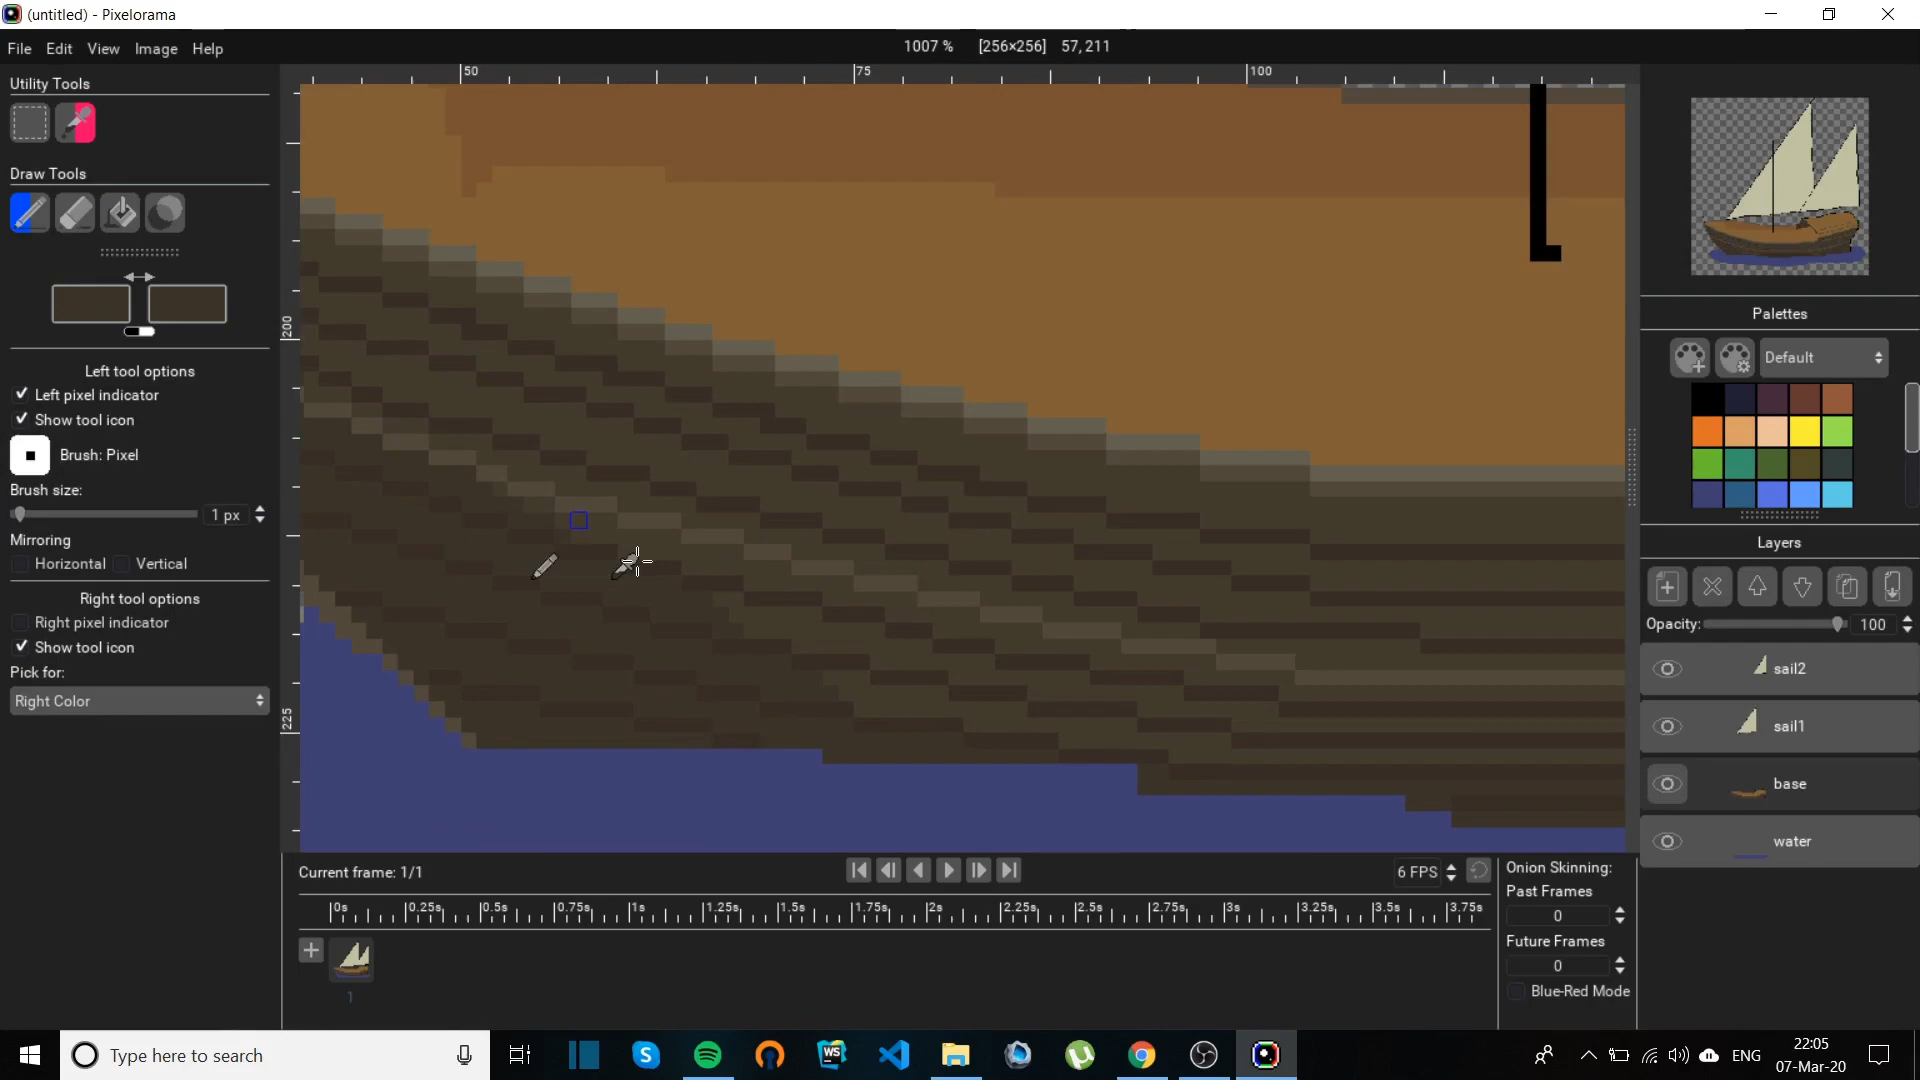 (untitled) - Pixelorama
File Edit View Image Help
1007 % [256×256] 57,211
Utility Tools
Draw Tools
Left tool options
Left pixel indicator
Show tool icon
Brush: Pixel
Brush size:
1 px
Mirroring
Horizontal Vertical
Right tool options
Right pixel indicator
Show tool icon
Pick for:
Right Color
50 75 100
200
225
Palettes
Default
Layers
Opacity: 100
sail2
sail1
base
water
Current frame: 1/1
6 FPS
0s 0.25s 0.5s 0.75s 1s 1.25s 1.5s 1.75s 2s 2.25s 2.5s 2.75s 3s 3.25s 3.5s 3.75s
1
Onion Skinning:
Past Frames
0
Future Frames
0
Blue-Red Mode
Type here to search
WS
ENG
22:05
07-Mar-20